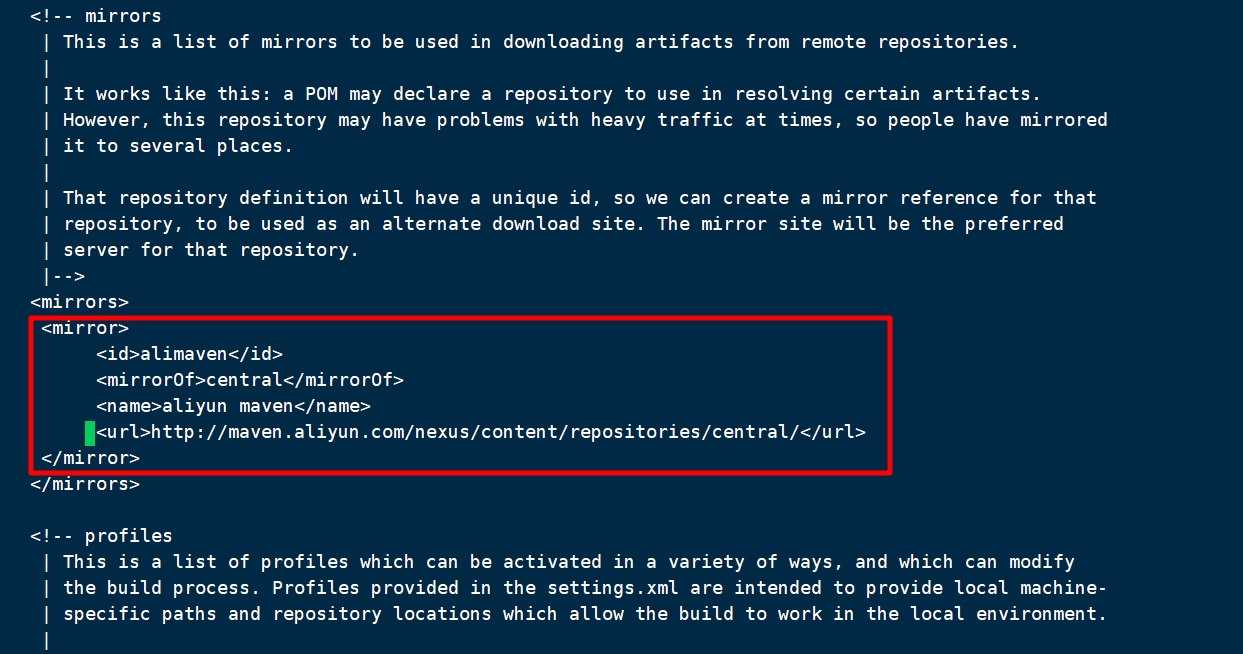 <!-- mirrors
| This is a list of mirrors to be used in downloading artifacts from remote repositories.
|
| It works like this: a POM may declare a repository to use in resolving certain artifacts.
| However, this repository may have problems with heavy traffic at times, so people have mirrored
| it to several places.
|
| That repository definition will have a unique id, so we can create a mirror reference for that
| repository, to be used as an alternate download site. The mirror site will be the preferred
| server for that repository.
|-->
<mirrors>
<mirror>
<id>alimaven</id>
<mirrorOf>central</mirrorOf>
<name>aliyun maven</name>
<url>http://maven.aliyun.com/nexus/content/repositories/central/</url>
</mirror>
</mirrors>
<!-- profiles
| This is a list of profiles which can be activated in a variety of ways, and which can modify
| the build process. Profiles provided in the settings.xml are intended to provide local machine-
| specific paths and repository locations which allow the build to work in the local environment.
|